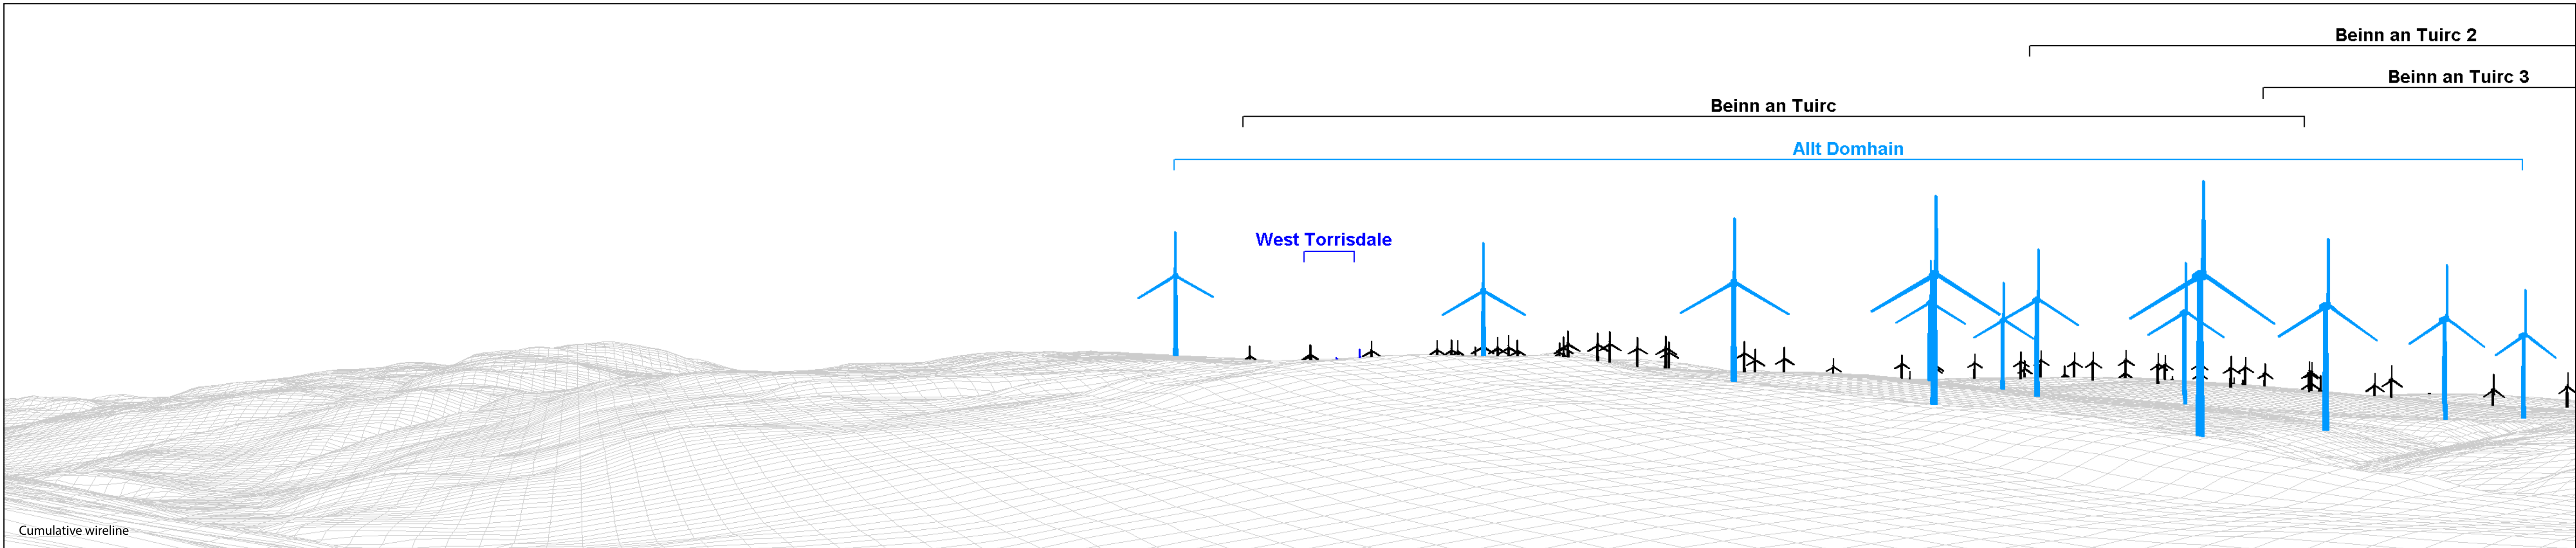 Beinn an Tuirc 2
Beinn an Tuirc 3
Beinn an Tuirc
Allt Domhain
West Torrisdale
Cumulative wireline